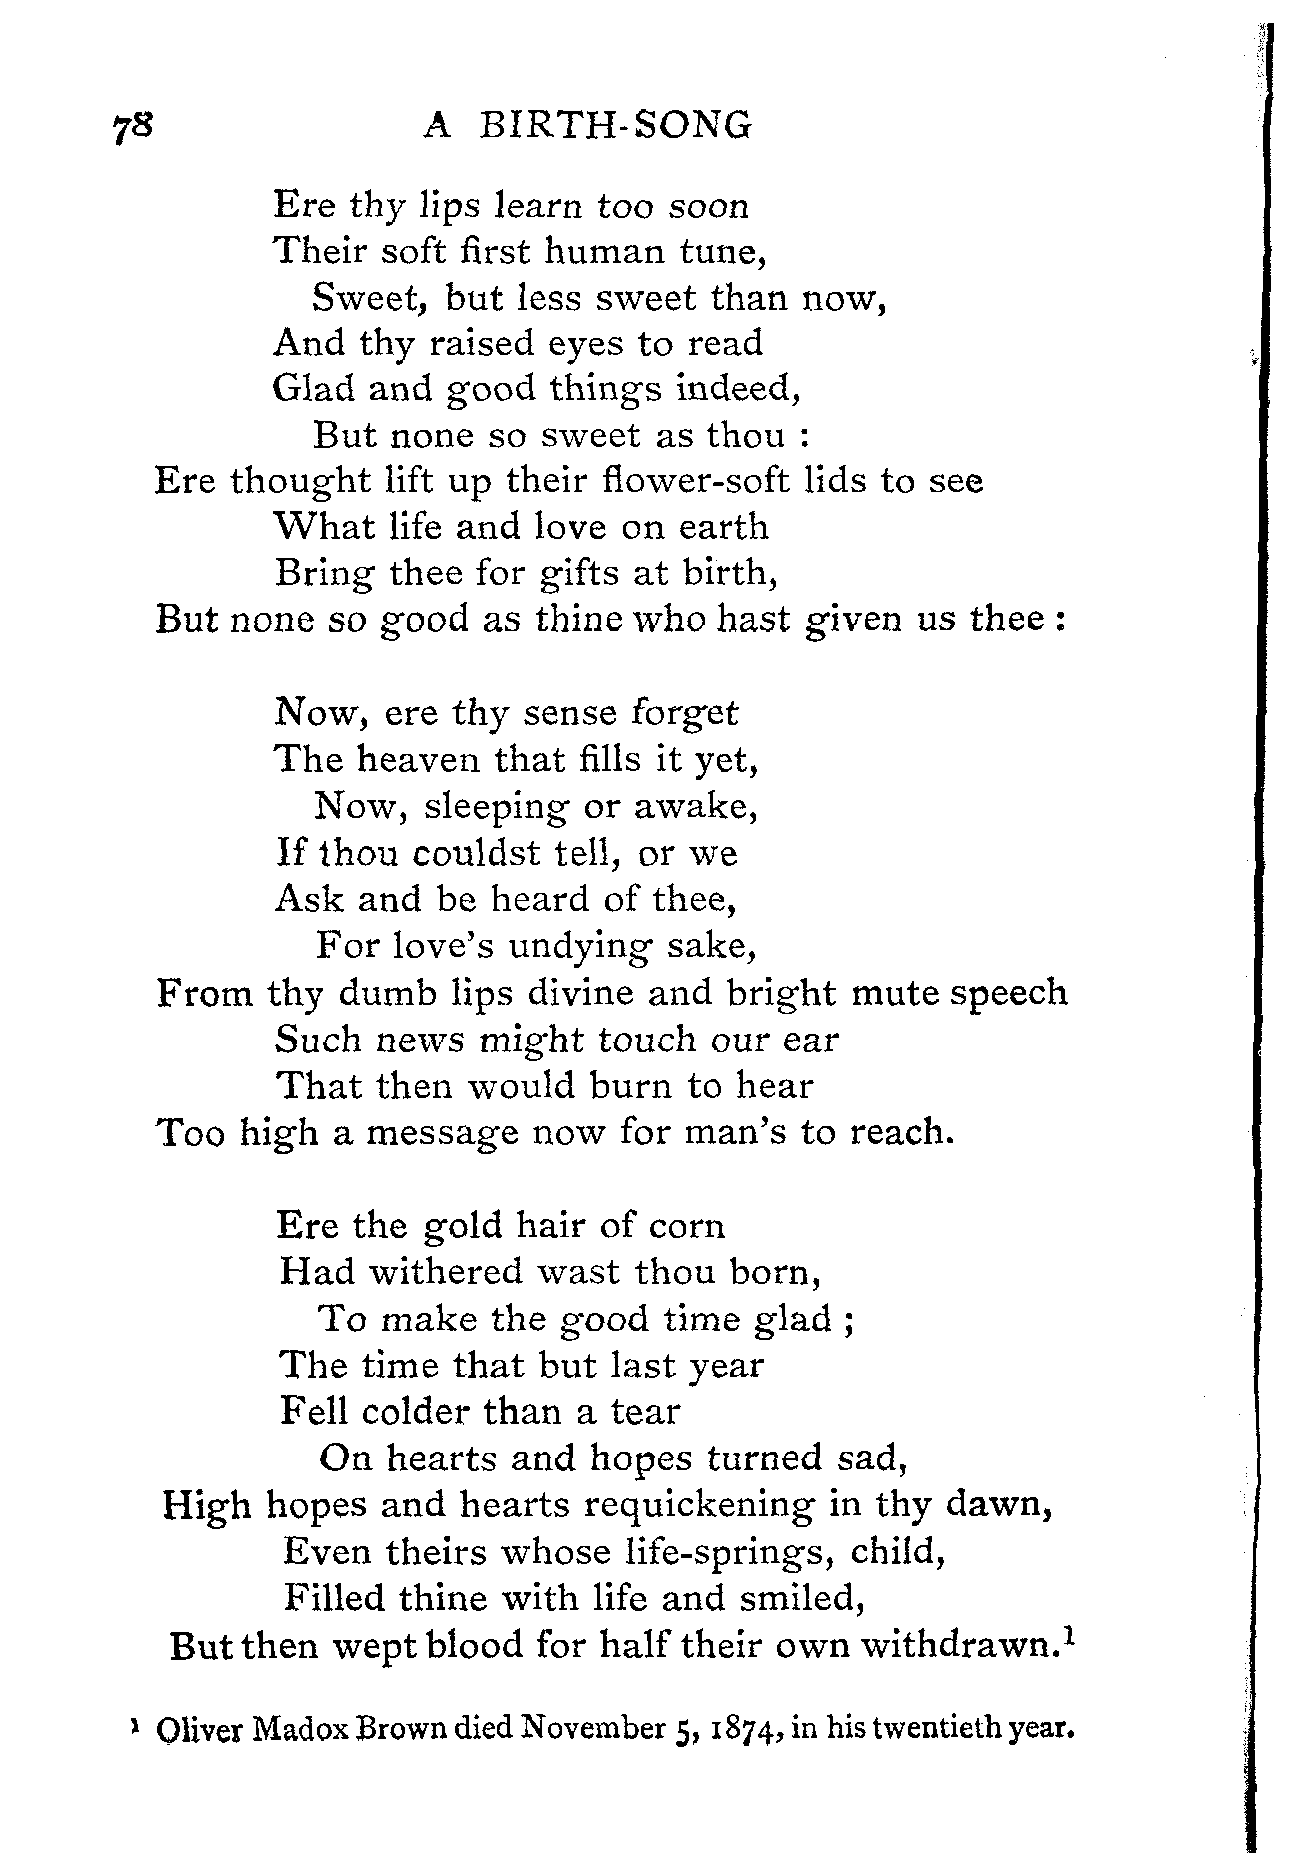 78 A BIRTH-SONG
Ere thy lips learn too soon
Their soft first human tune,
Sweet, but less sweet than now,
And thy raised eyes to read
Glad and good things indeed,
But none so sweet as thou :
Ere thought lift up their flower-soft lids to see
What life and love on earth
Bring thee for gifts at birth,
But none so good as thine who hast given us thee :
Now, ere thy sense forget
The heaven that fills it yet,
Now, sleeping or awake,
If thou couldst tell, or we
Ask and be heard of thee,
For love's undying sake,
From thy dumb lips divine and bright mute speech
Such news might touch our ear
That then would burn to hear
Too high a message now for man's to reach.
Ere the gold hair of corn
Had withered wast thou born,
To make the good time glad ;
The time that but last year
Fell colder than a tear
On hearts and hopes turned sad,
High hopes and hearts requickening in thy dawn,
Even theirs whose life-springs, child,
Filled thine with life and smiled,
But then wept blood for half their own withdrawn.¹
¹ Oliver Madox Brown died November 5, 1874, in his twentieth year.